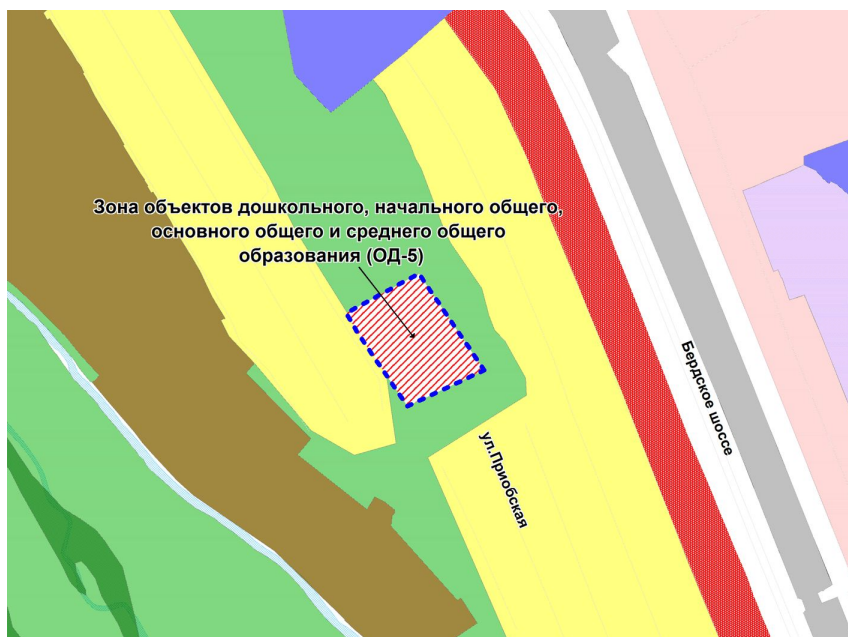 Зона объектов дошкольного, начального общего,
основного общего и среднего общего
образования (ОД-5)
Бердское шоссе
ул.Приобская